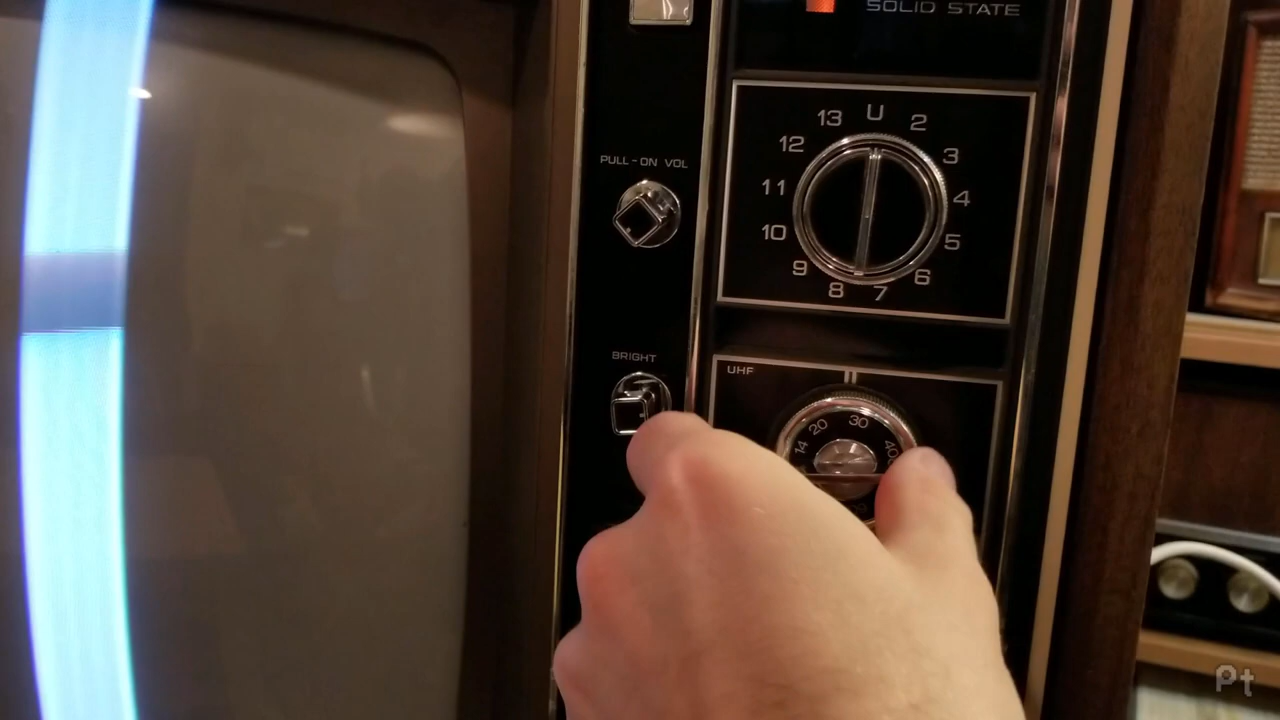 SOLID STATE
13 U 2
12 3
PULL-ON VOL
11 4
10 5
9 6
8 7
BRIGHT
UHF
14 20 30 40
Pt